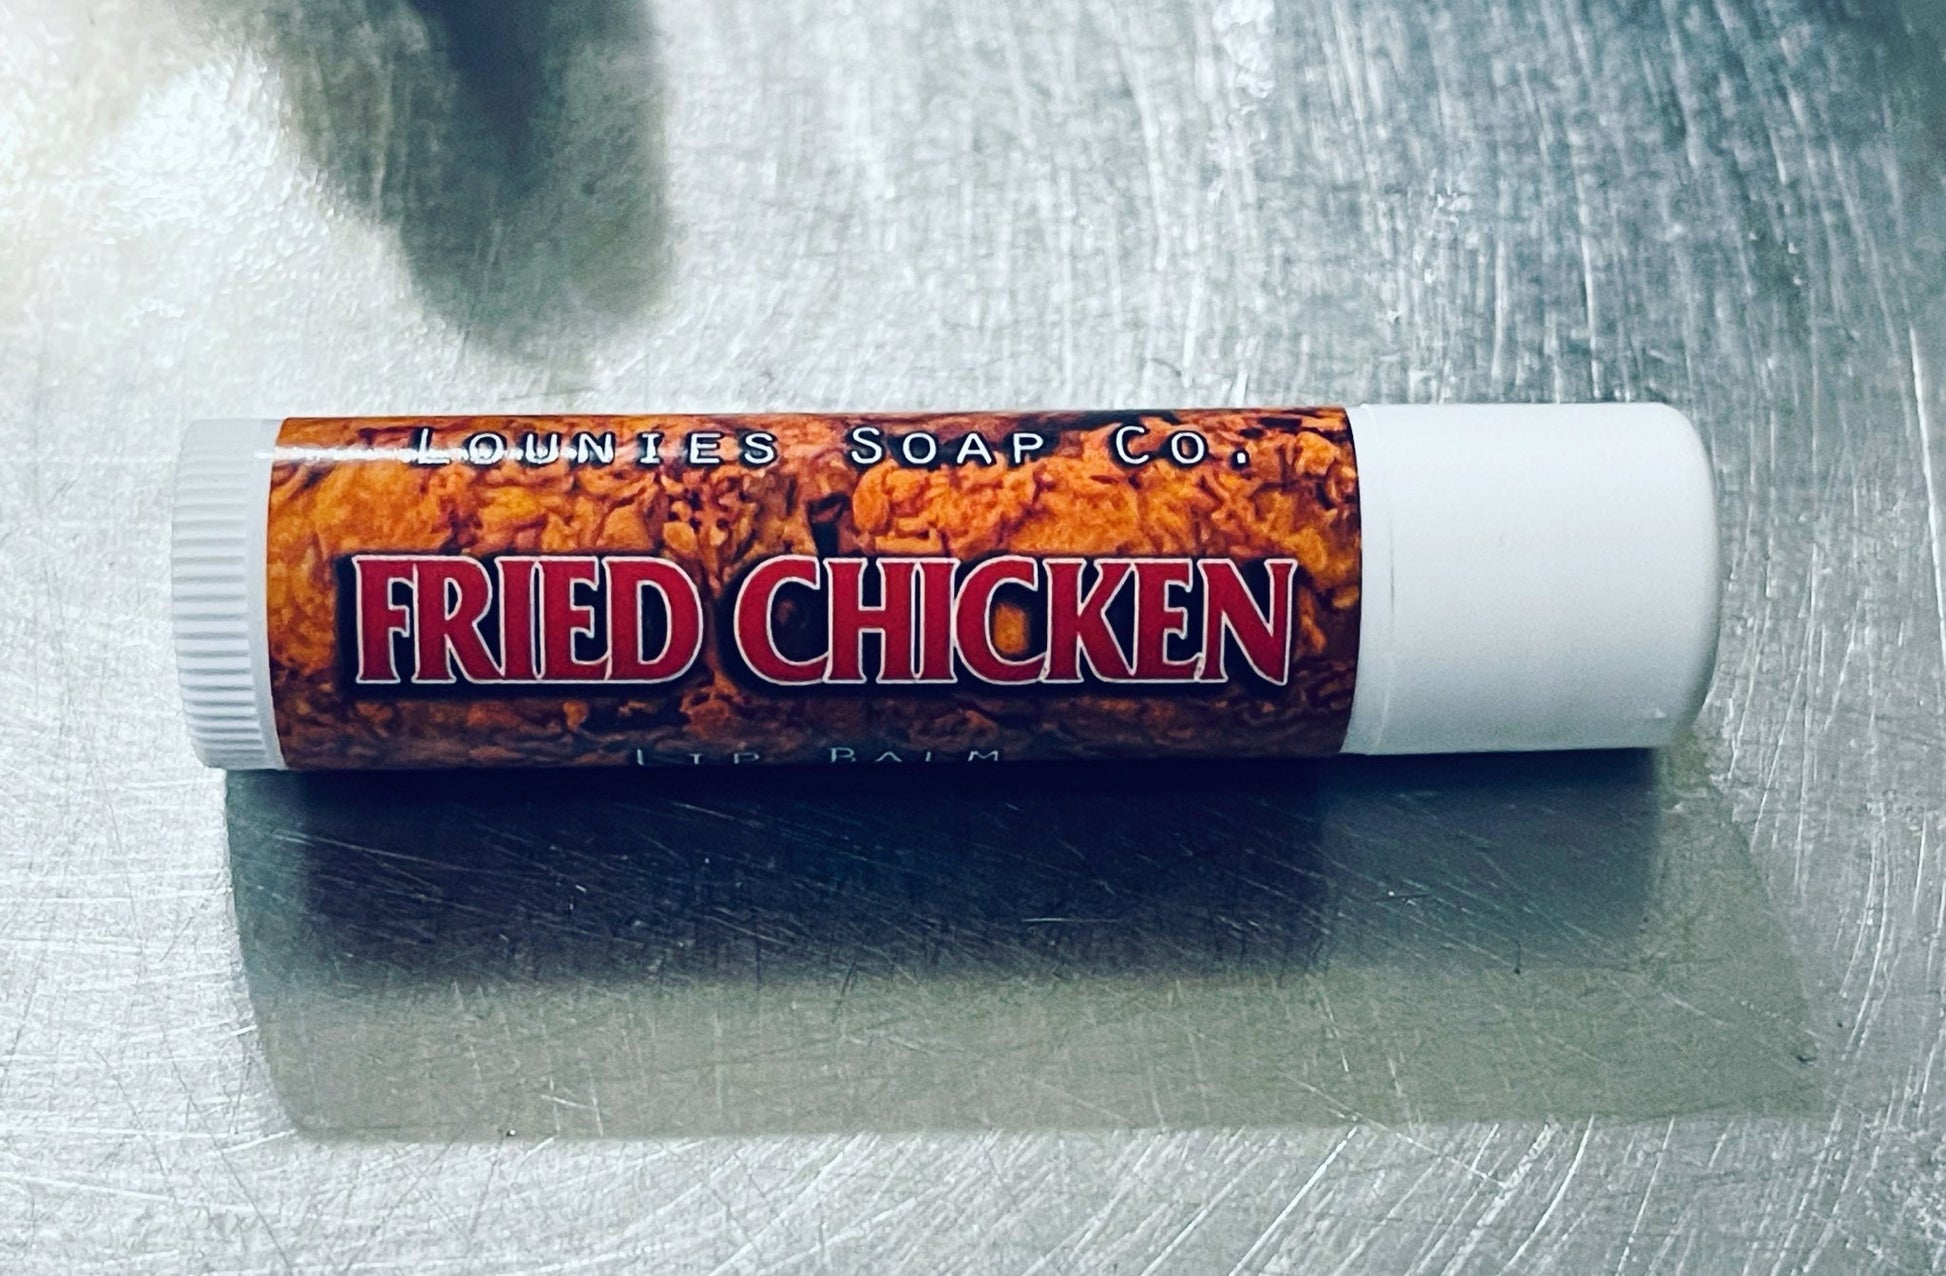 LOUNIES SOAP CO.
FRIED CHICKEN
LIP BALM